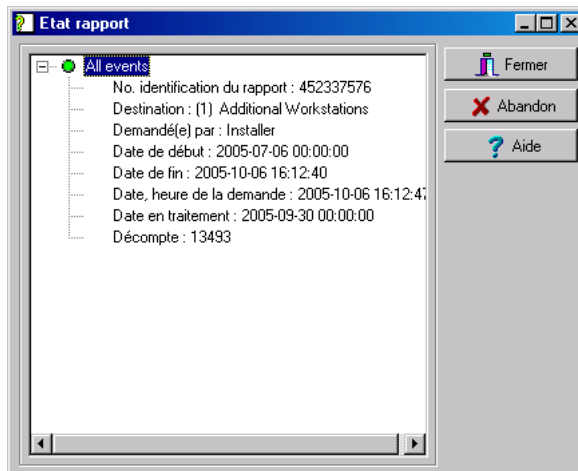 Etat rapport
All events
No. identification du rapport : 452337576
Destination : (1) Additional Workstations
Demandé(e) par : Installer
Date de début : 2005-07-06 00:00:00
Date de fin : 2005-10-06 16:12:40
Date, heure de la demande : 2005-10-06 16:12:47
Date en traitement : 2005-09-30 00:00:00
Décompte : 13493
Fermer
Abandon
Aide